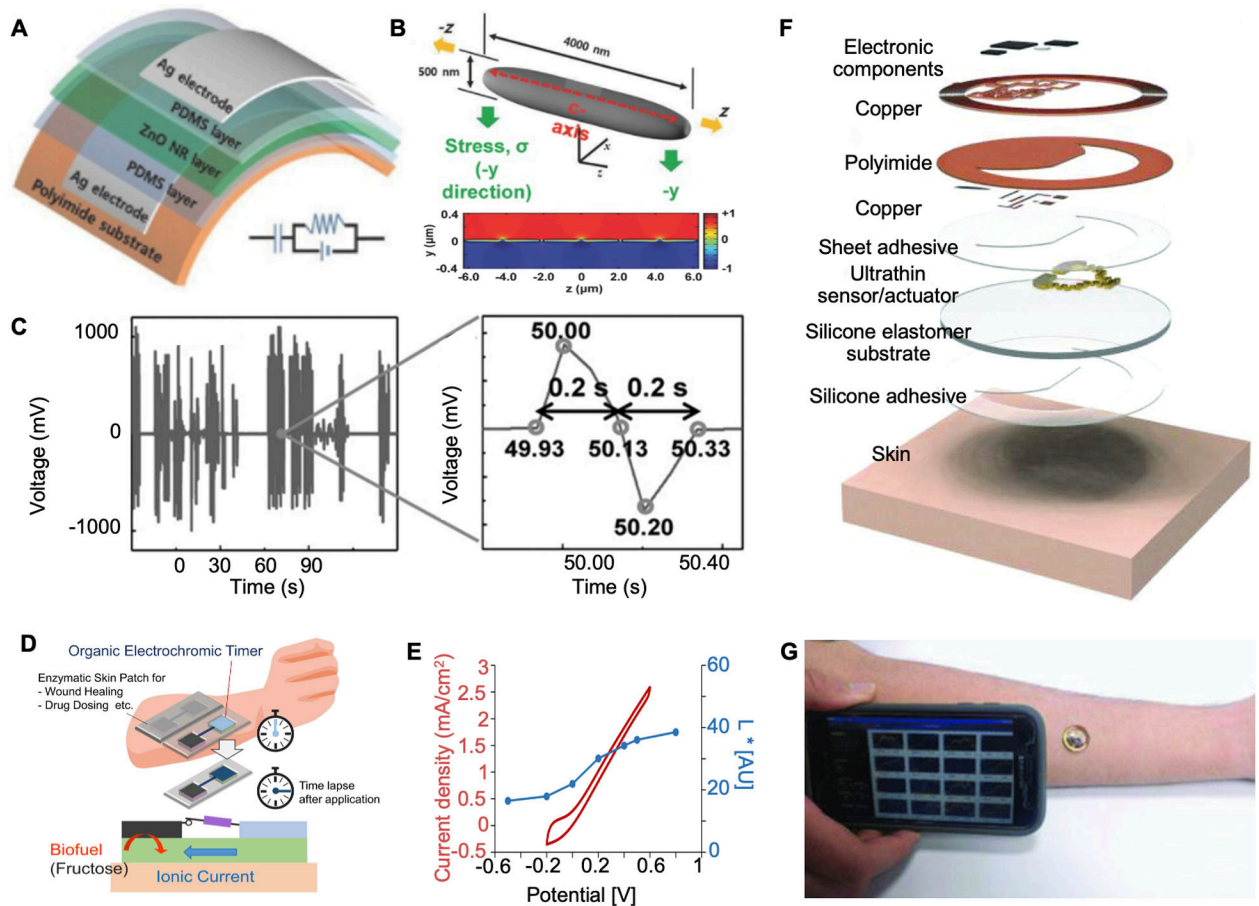 A
Ag electrode
PDMS layer
ZnO NR layer
PDMS layer
Ag electrode
Polyimide substrate
B
-z
4000 nm
500 nm
c-
axis
z
x
z
Stress, σ
(-y
direction)
-y
0.4
0
-0.4
y (µm)
+1
0
-1
-6.0 -4.0 -2.0 0 2.0 4.0 6.0
z (µm)
C
Voltage (mV)
1000
0
-1000
0 30 60 90
Time (s)
Voltage (mV)
50.00
0.2 s 0.2 s
49.93 50.13 50.33
50.20
50.00 50.40
Time (s)
D
Organic Electrochromic Timer
Enzymatic Skin Patch for
- Wound Healing
- Drug Dosing etc.
Time lapse
after application
Biofuel
(Fructose)
Ionic Current
E
Current density (mA/cm²)
3
2.5
2
1.5
1
0.5
0
-0.5
-0.6 -0.2 0.2 0.6 1
Potential [V]
60
40
20
0
L* [AU]
F
Electronic
components
Copper
Polyimide
Copper
Sheet adhesive
Ultrathin
sensor/actuator
Silicone elastomer
substrate
Silicone adhesive
Skin
G